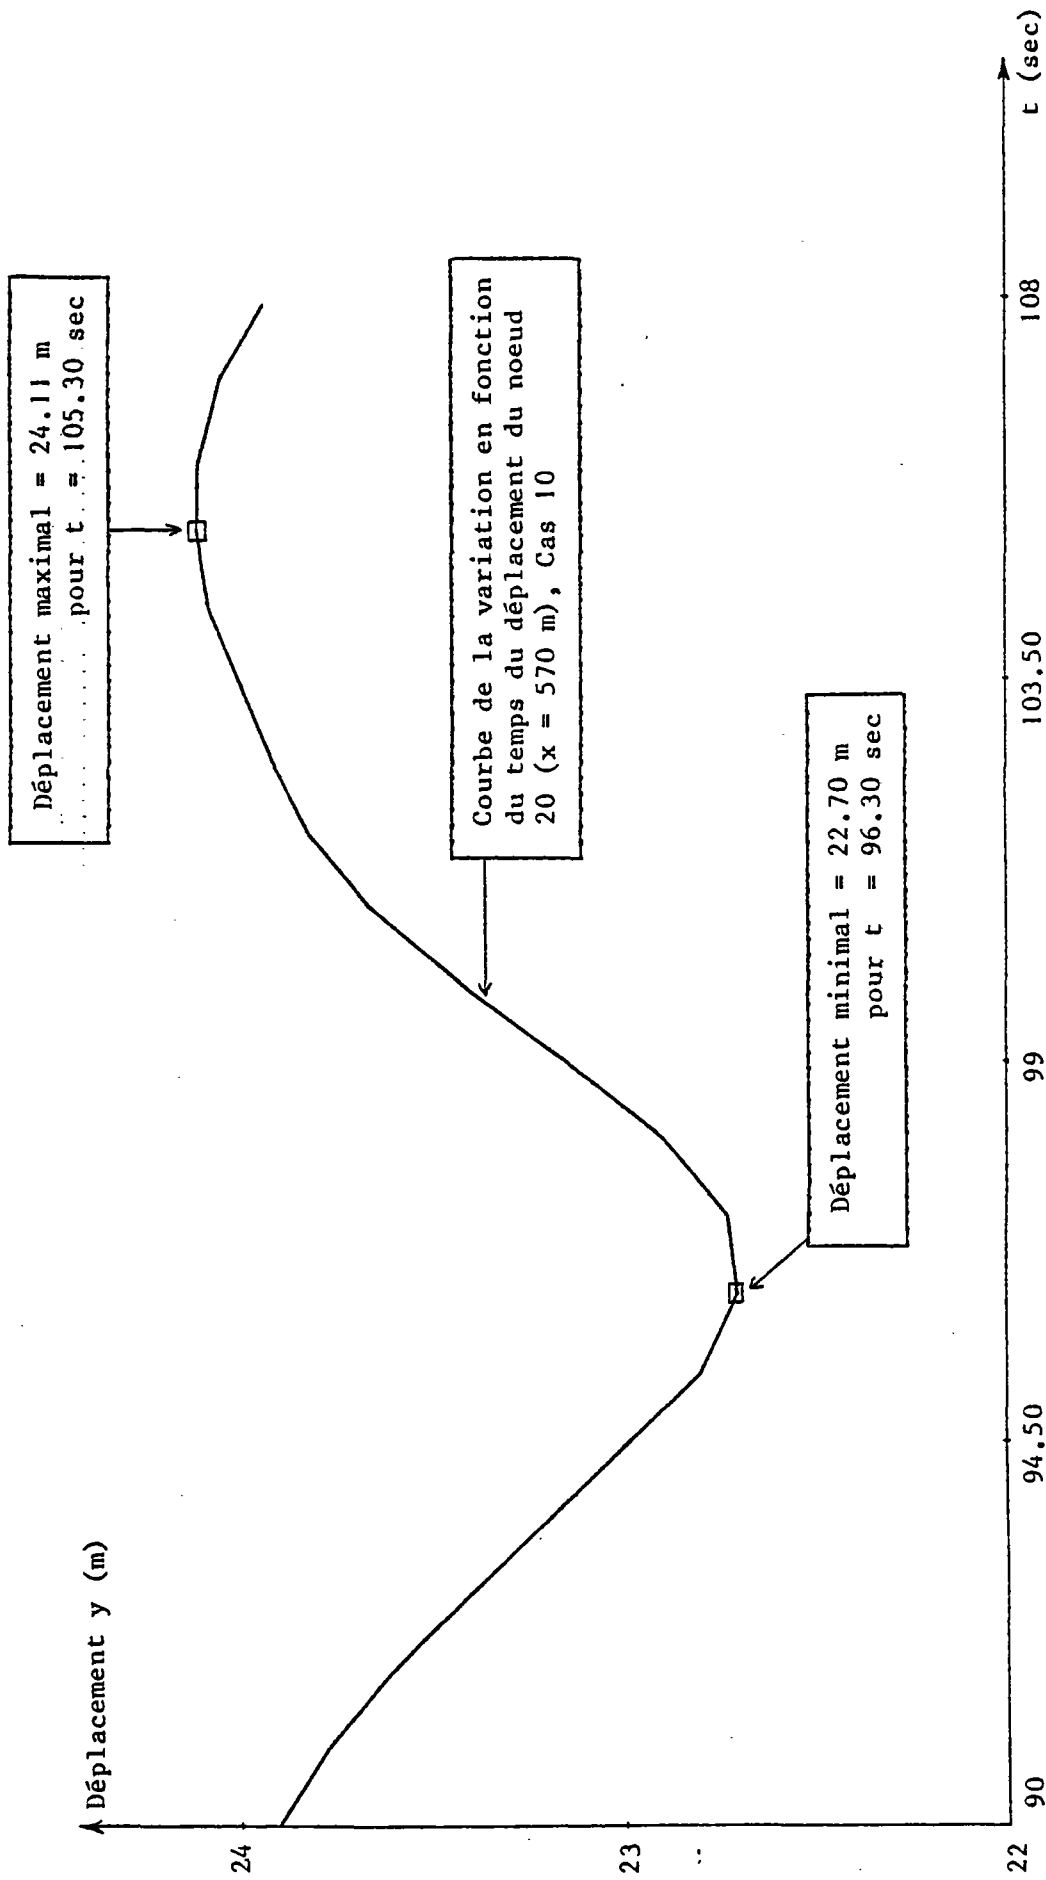 Déplacement y (m)
24
23
22
Déplacement maximal = 24.11 m
pour t = 105.30 sec
Courbe de la variation en fonction
du temps du déplacement du noeud
20 (x = 570 m), Cas 10
Déplacement minimal = 22.70 m
pour t = 96.30 sec
90
94.50
99
103.50
108
t (sec)